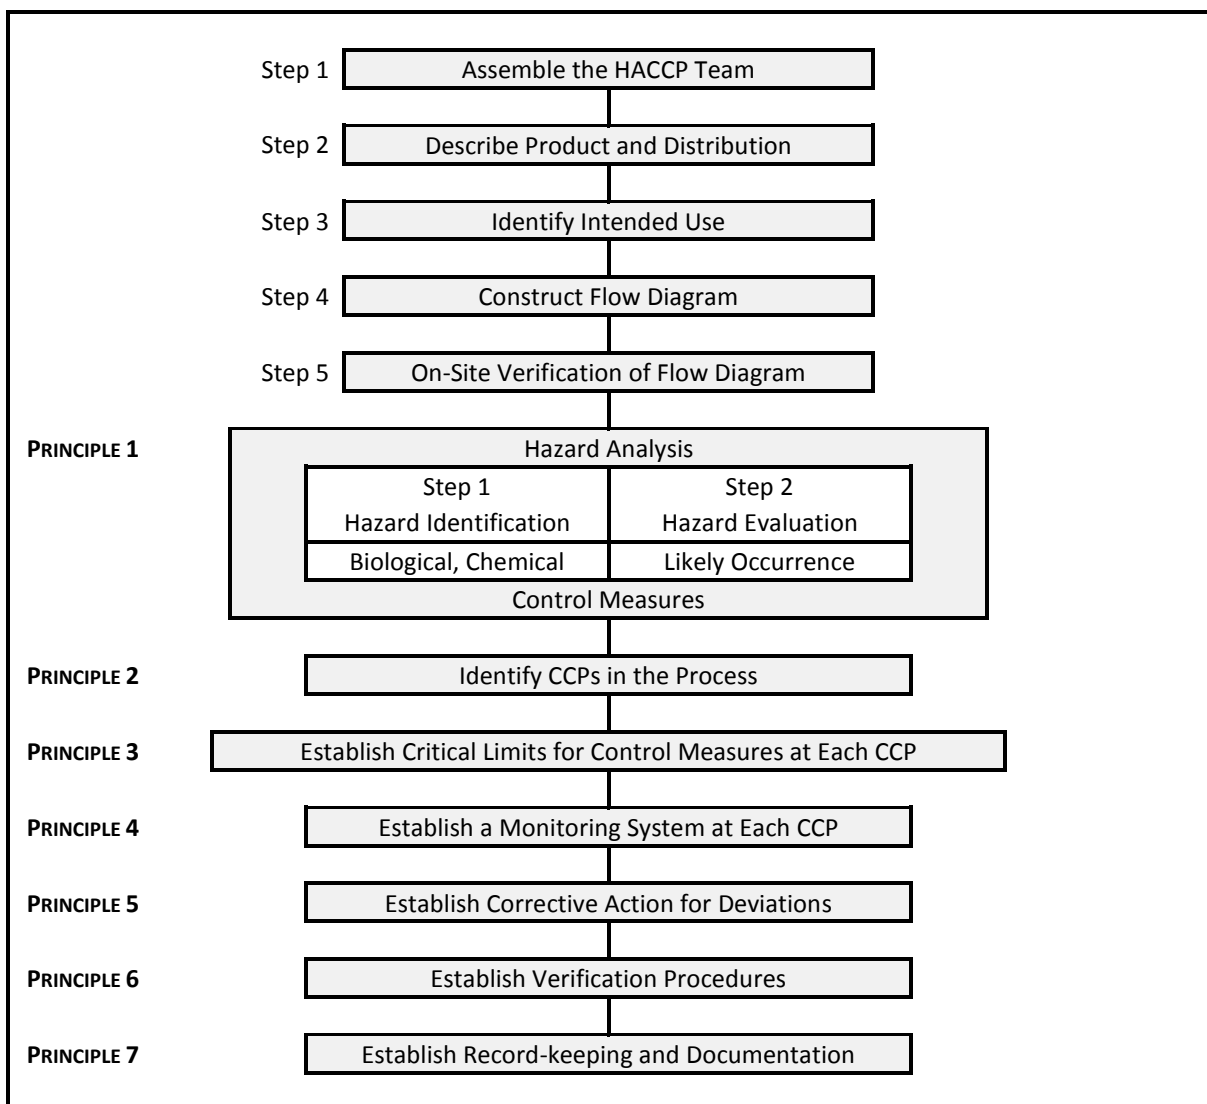 Step 1 Assemble the HACCP Team
Step 2 Describe Product and Distribution
Step 3 Identify Intended Use
Step 4 Construct Flow Diagram
Step 5 On-Site Verification of Flow Diagram
PRINCIPLE 1 Hazard Analysis
Step 1 Step 2
Hazard Identification Hazard Evaluation
Biological, Chemical Likely Occurrence
Control Measures
PRINCIPLE 2 Identify CCPs in the Process
PRINCIPLE 3 Establish Critical Limits for Control Measures at Each CCP
PRINCIPLE 4 Establish a Monitoring System at Each CCP
PRINCIPLE 5 Establish Corrective Action for Deviations
PRINCIPLE 6 Establish Verification Procedures
PRINCIPLE 7 Establish Record-keeping and Documentation